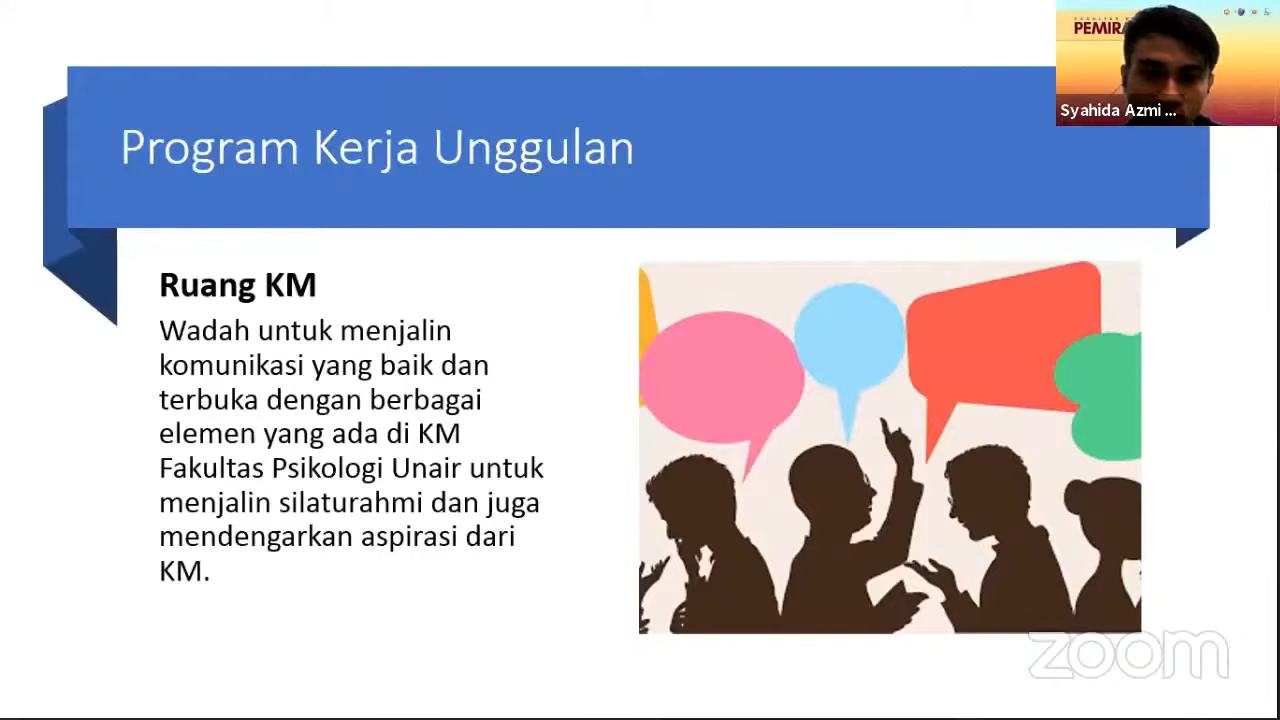 PEMIRA
Syahida Azmi ...
Program Kerja Unggulan
Ruang KM
Wadah untuk menjalin
komunikasi yang baik dan
terbuka dengan berbagai
elemen yang ada di KM
Fakultas Psikologi Unair untuk
menjalin silaturahmi dan juga
mendengarkan aspirasi dari
KM.
zoom